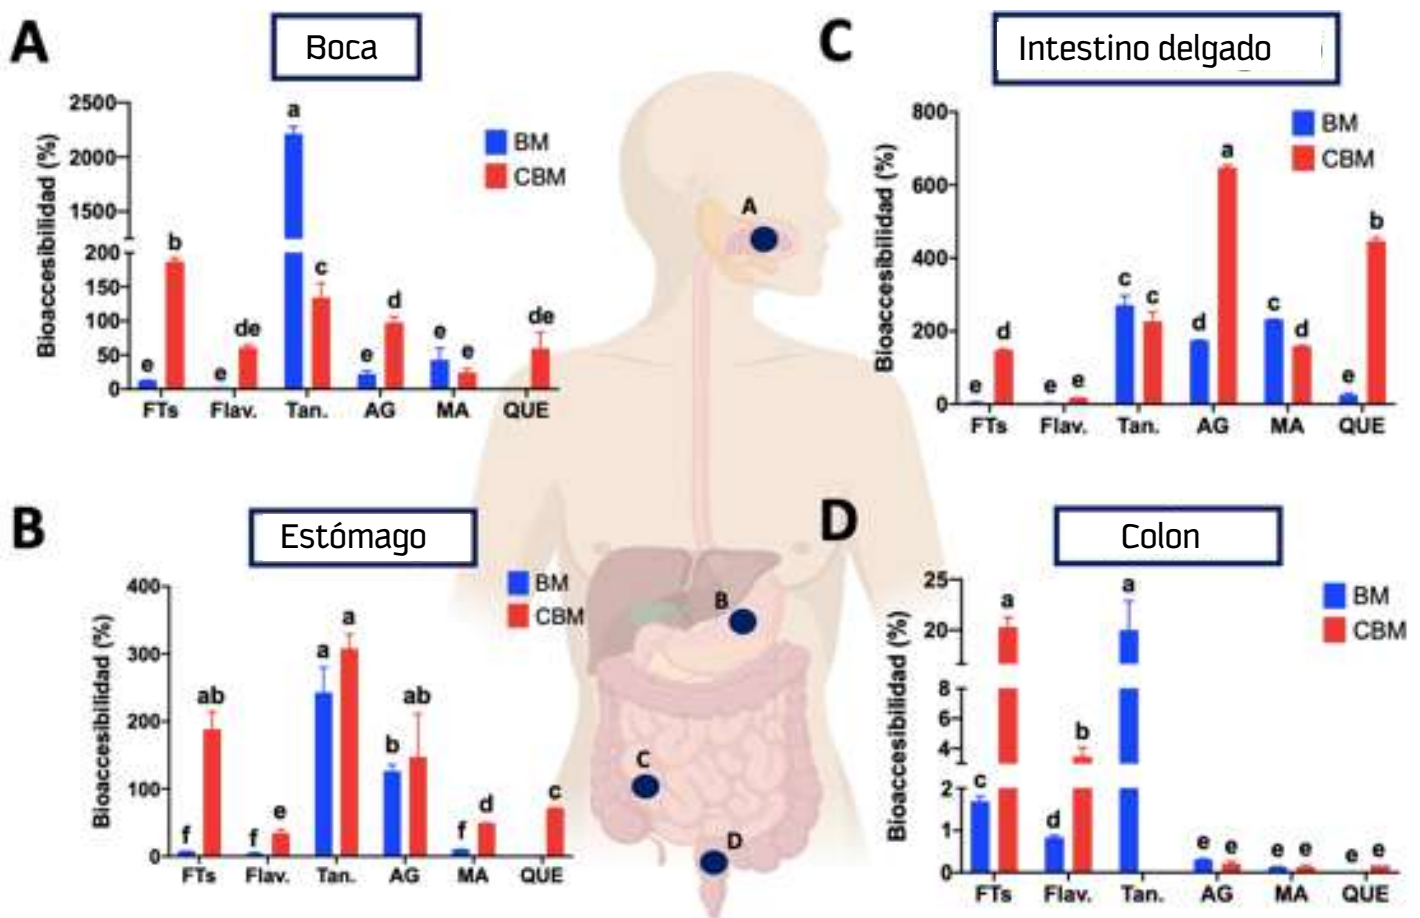 A
Boca
Bioaccesibilidad (%)
2500
2000
1500
200
150
100
50
0
BM
CBM
e b e de a c e d e e de
FTs Flav. Tan. AG MA QUE
C
Intestino delgado
Bioaccesibilidad (%)
800
600
400
200
0
BM
CBM
e d e e c c d a c d e b
FTs Flav. Tan. AG MA QUE
B
Estómago
Bioaccesibilidad (%)
400
300
200
100
0
BM
CBM
f ab f e a a b ab f d c
FTs Flav. Tan. AG MA QUE
D
Colon
Bioaccesibilidad (%)
25
20
8
6
4
2
1
0
BM
CBM
c a d b a e e e e e e
FTs Flav. Tan. AG MA QUE
A
B
C
D